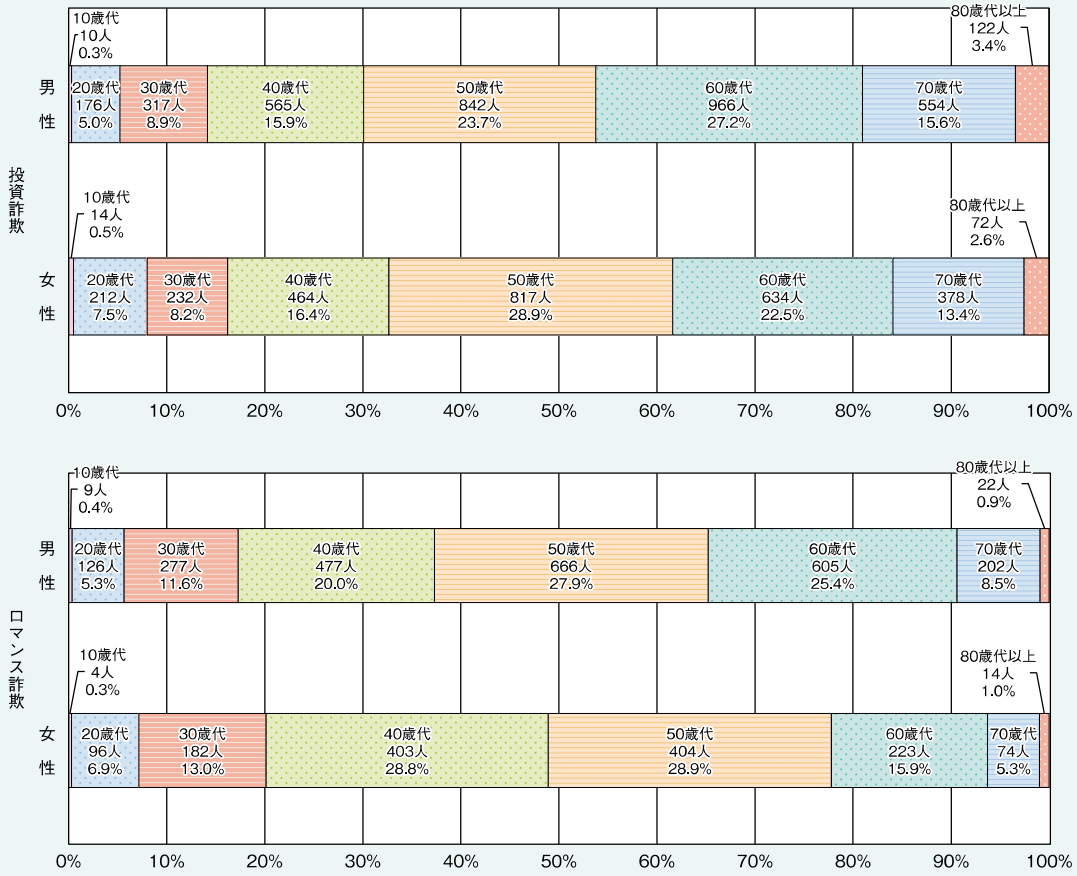 10歳代
10人
0.3%
80歳代以上
122人
3.4%
男性
20歳代
176人
5.0%
30歳代
317人
8.9%
40歳代
565人
15.9%
50歳代
842人
23.7%
60歳代
966人
27.2%
70歳代
554人
15.6%
投資詐欺
10歳代
14人
0.5%
80歳代以上
72人
2.6%
女性
20歳代
212人
7.5%
30歳代
232人
8.2%
40歳代
464人
16.4%
50歳代
817人
28.9%
60歳代
634人
22.5%
70歳代
378人
13.4%
0% 10% 20% 30% 40% 50% 60% 70% 80% 90% 100%
10歳代
9人
0.4%
80歳代以上
22人
0.9%
男性
20歳代
126人
5.3%
30歳代
277人
11.6%
40歳代
477人
20.0%
50歳代
666人
27.9%
60歳代
605人
25.4%
70歳代
202人
8.5%
ロマンス詐欺
10歳代
4人
0.3%
80歳代以上
14人
1.0%
女性
20歳代
96人
6.9%
30歳代
182人
13.0%
40歳代
403人
28.8%
50歳代
404人
28.9%
60歳代
223人
15.9%
70歳代
74人
5.3%
0% 10% 20% 30% 40% 50% 60% 70% 80% 90% 100%